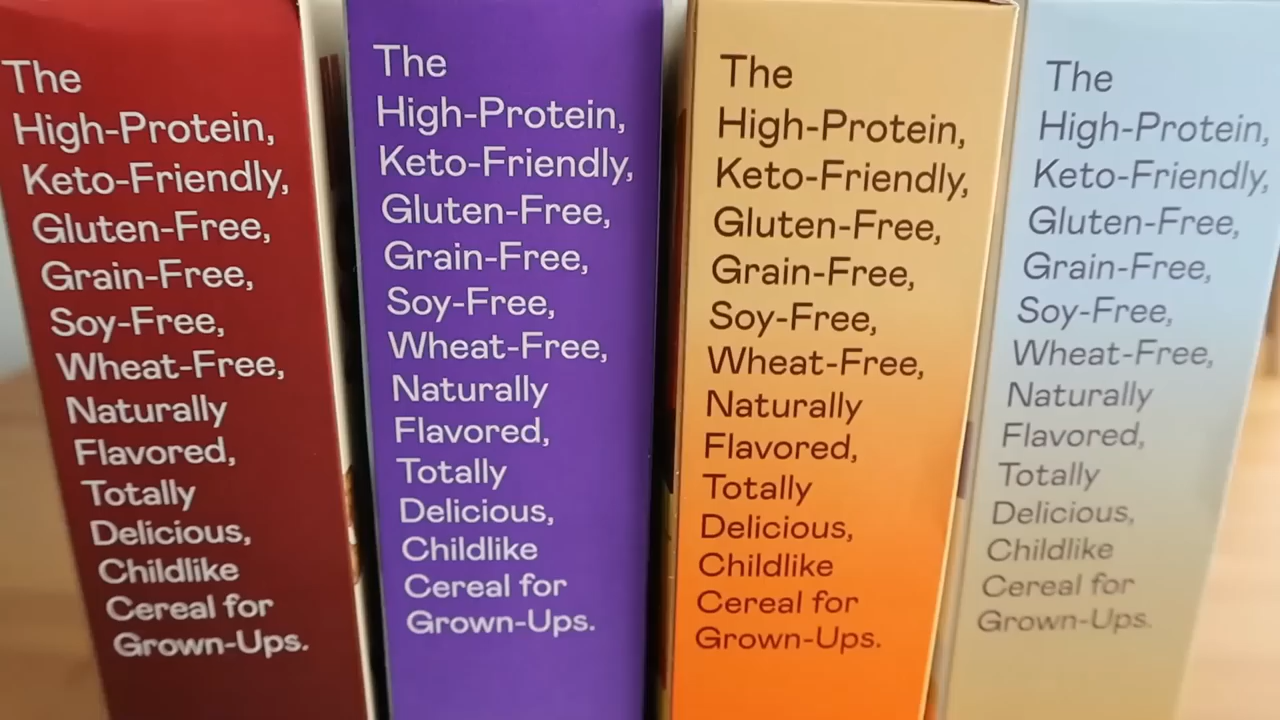 The
High-Protein,
Keto-Friendly,
Gluten-Free,
Grain-Free,
Soy-Free,
Wheat-Free,
Naturally
Flavored,
Totally
Delicious,
Childlike
Cereal for
Grown-Ups.
The
High-Protein,
Keto-Friendly,
Gluten-Free,
Grain-Free,
Soy-Free,
Wheat-Free,
Naturally
Flavored,
Totally
Delicious,
Childlike
Cereal for
Grown-Ups.
The
High-Protein,
Keto-Friendly,
Gluten-Free,
Grain-Free,
Soy-Free,
Wheat-Free,
Naturally
Flavored,
Totally
Delicious,
Childlike
Cereal for
Grown-Ups.
The
High-Protein,
Keto-Friendly,
Gluten-Free,
Grain-Free,
Soy-Free,
Wheat-Free,
Naturally
Flavored,
Totally
Delicious,
Childlike
Cereal for
Grown-Ups.